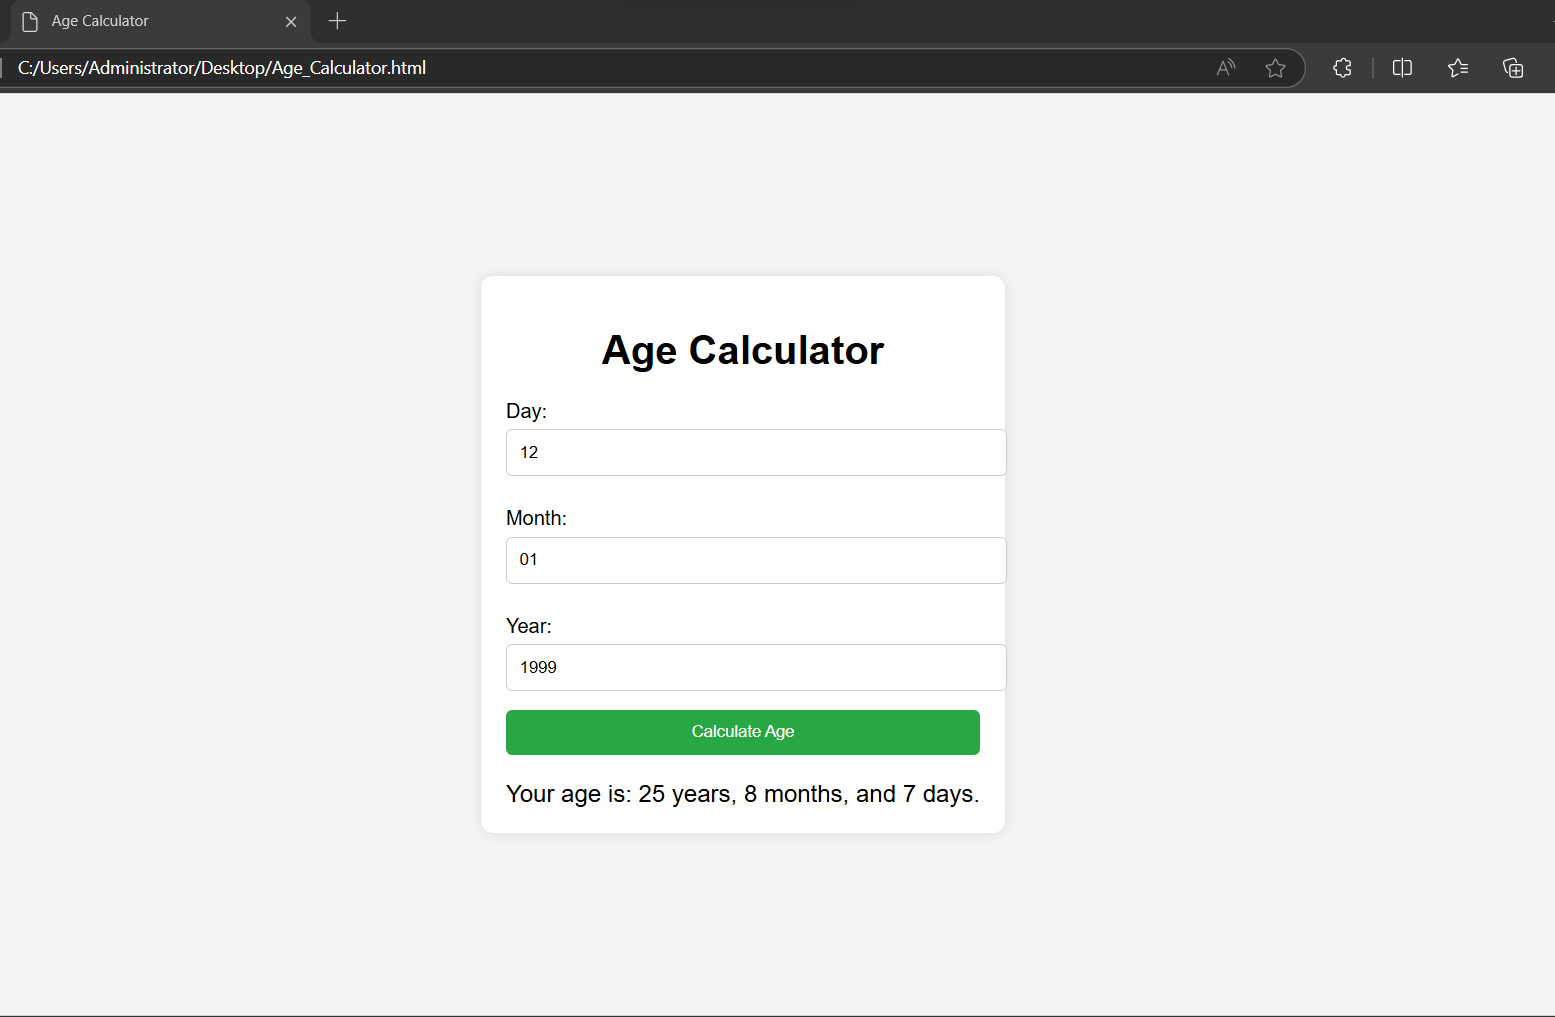 Age Calculator
C:/Users/Administrator/Desktop/Age_Calculator.html
Age Calculator
Day:
12
Month:
01
Year:
1999
Calculate Age
Your age is: 25 years, 8 months, and 7 days.